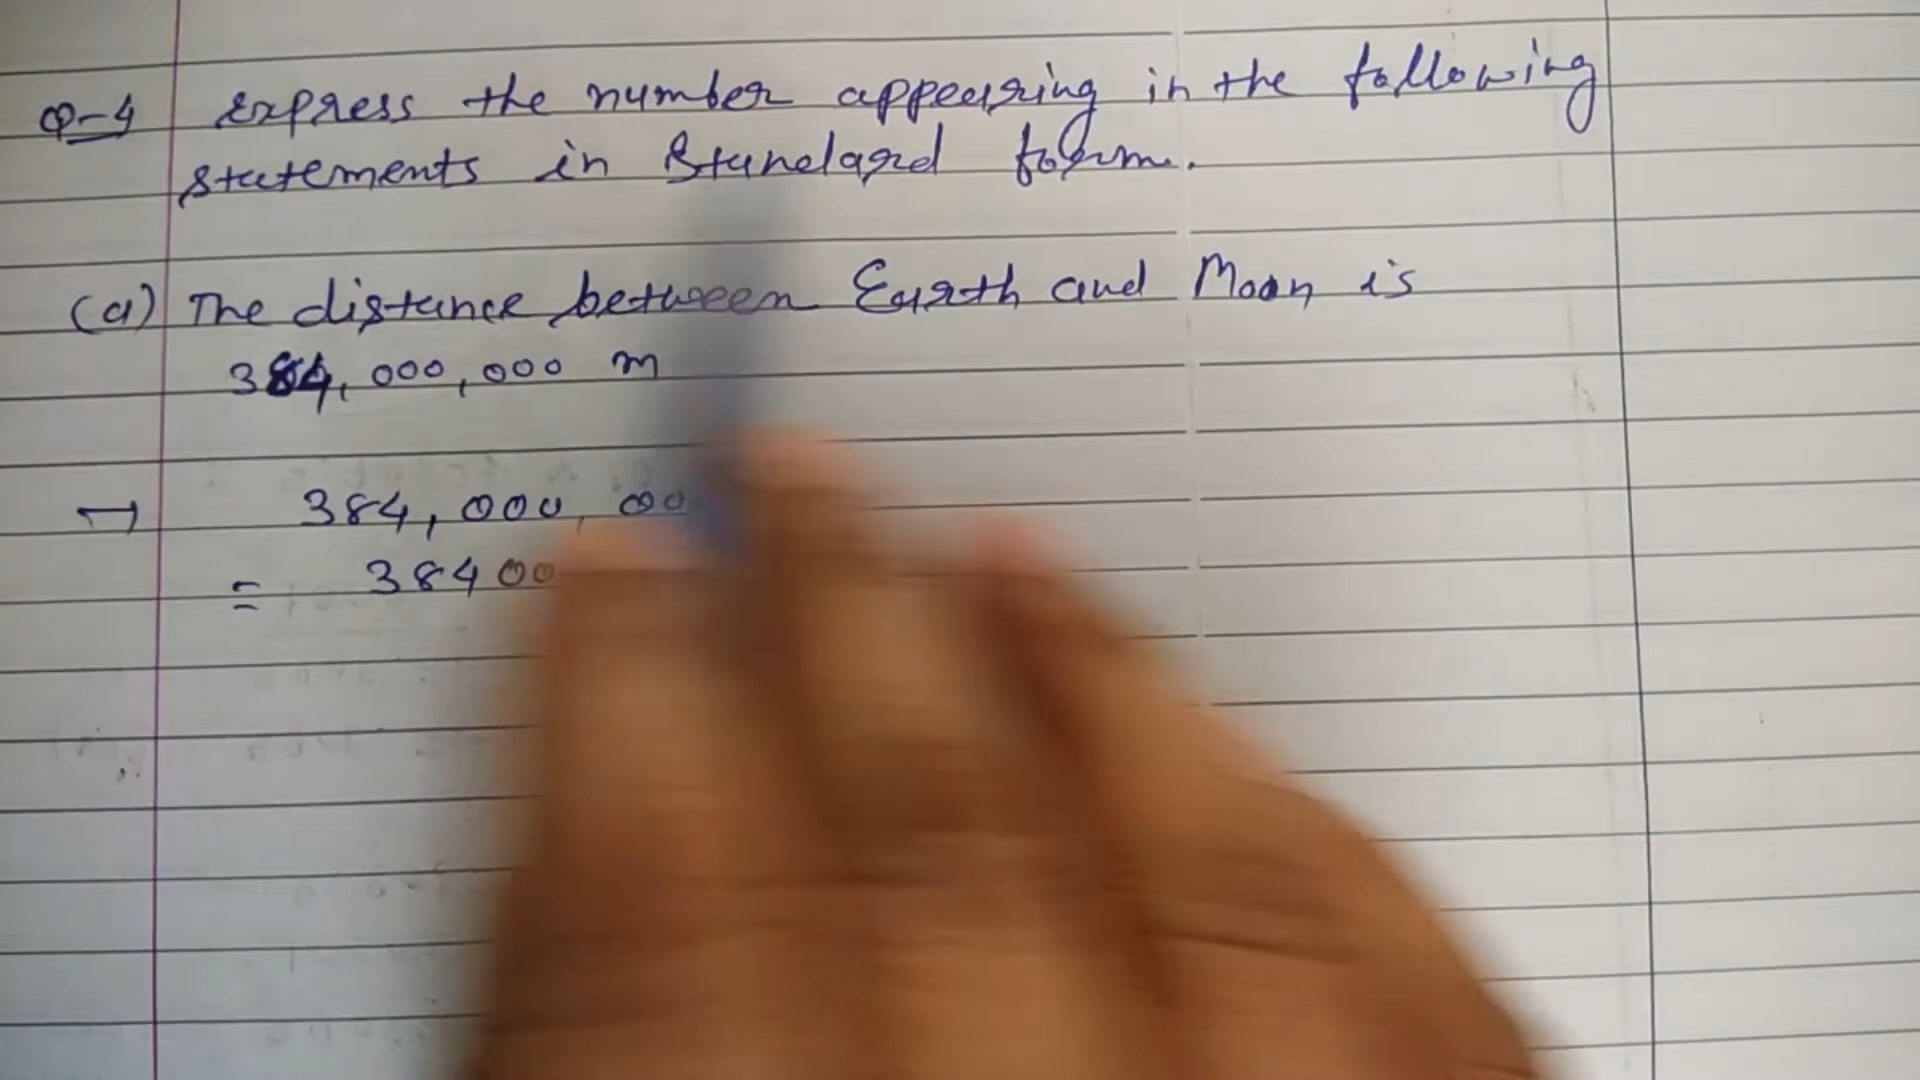 Q-4 Express the number appearing in the following
statements in Standard form.
(a) The distance between Earth and Moon is
384,000,000 m
→ 384,000,00
= 38400